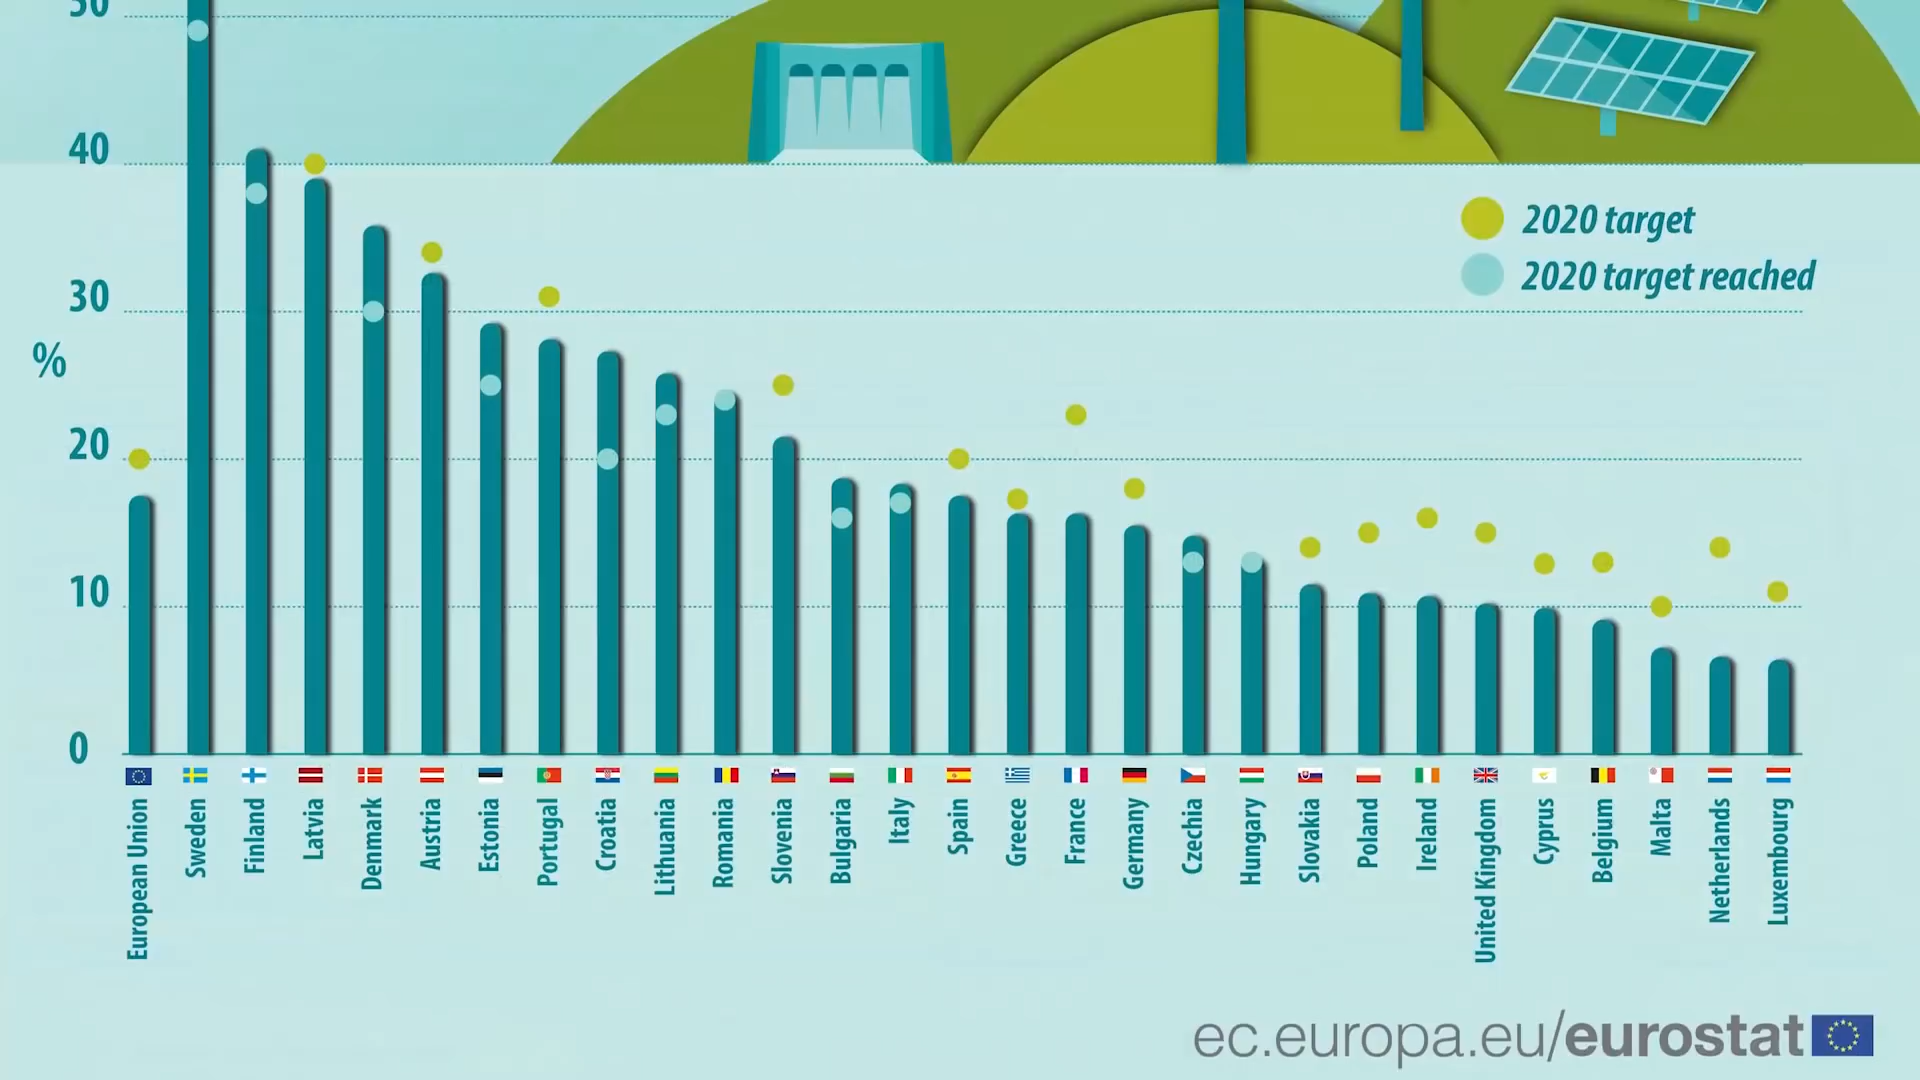 50
40
30
%
20
10
0
2020 target
2020 target reached
European Union
Sweden
Finland
Latvia
Denmark
Austria
Estonia
Portugal
Croatia
Lithuania
Romania
Slovenia
Bulgaria
Italy
Spain
Greece
France
Germany
Czechia
Hungary
Slovakia
Poland
Ireland
United Kingdom
Cyprus
Belgium
Malta
Netherlands
Luxembourg
ec.europa.eu/eurostat